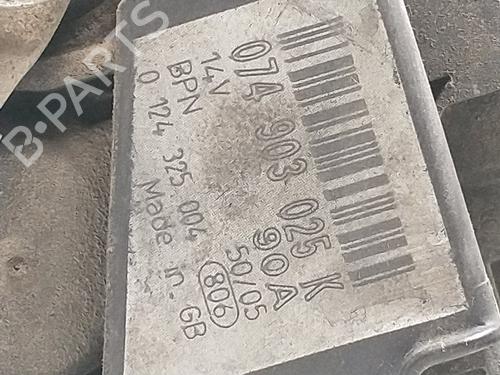 074 903 025 K
14V 90A
BPN 50/05
0 124 325 004 806
Made in GB
B-PARTS